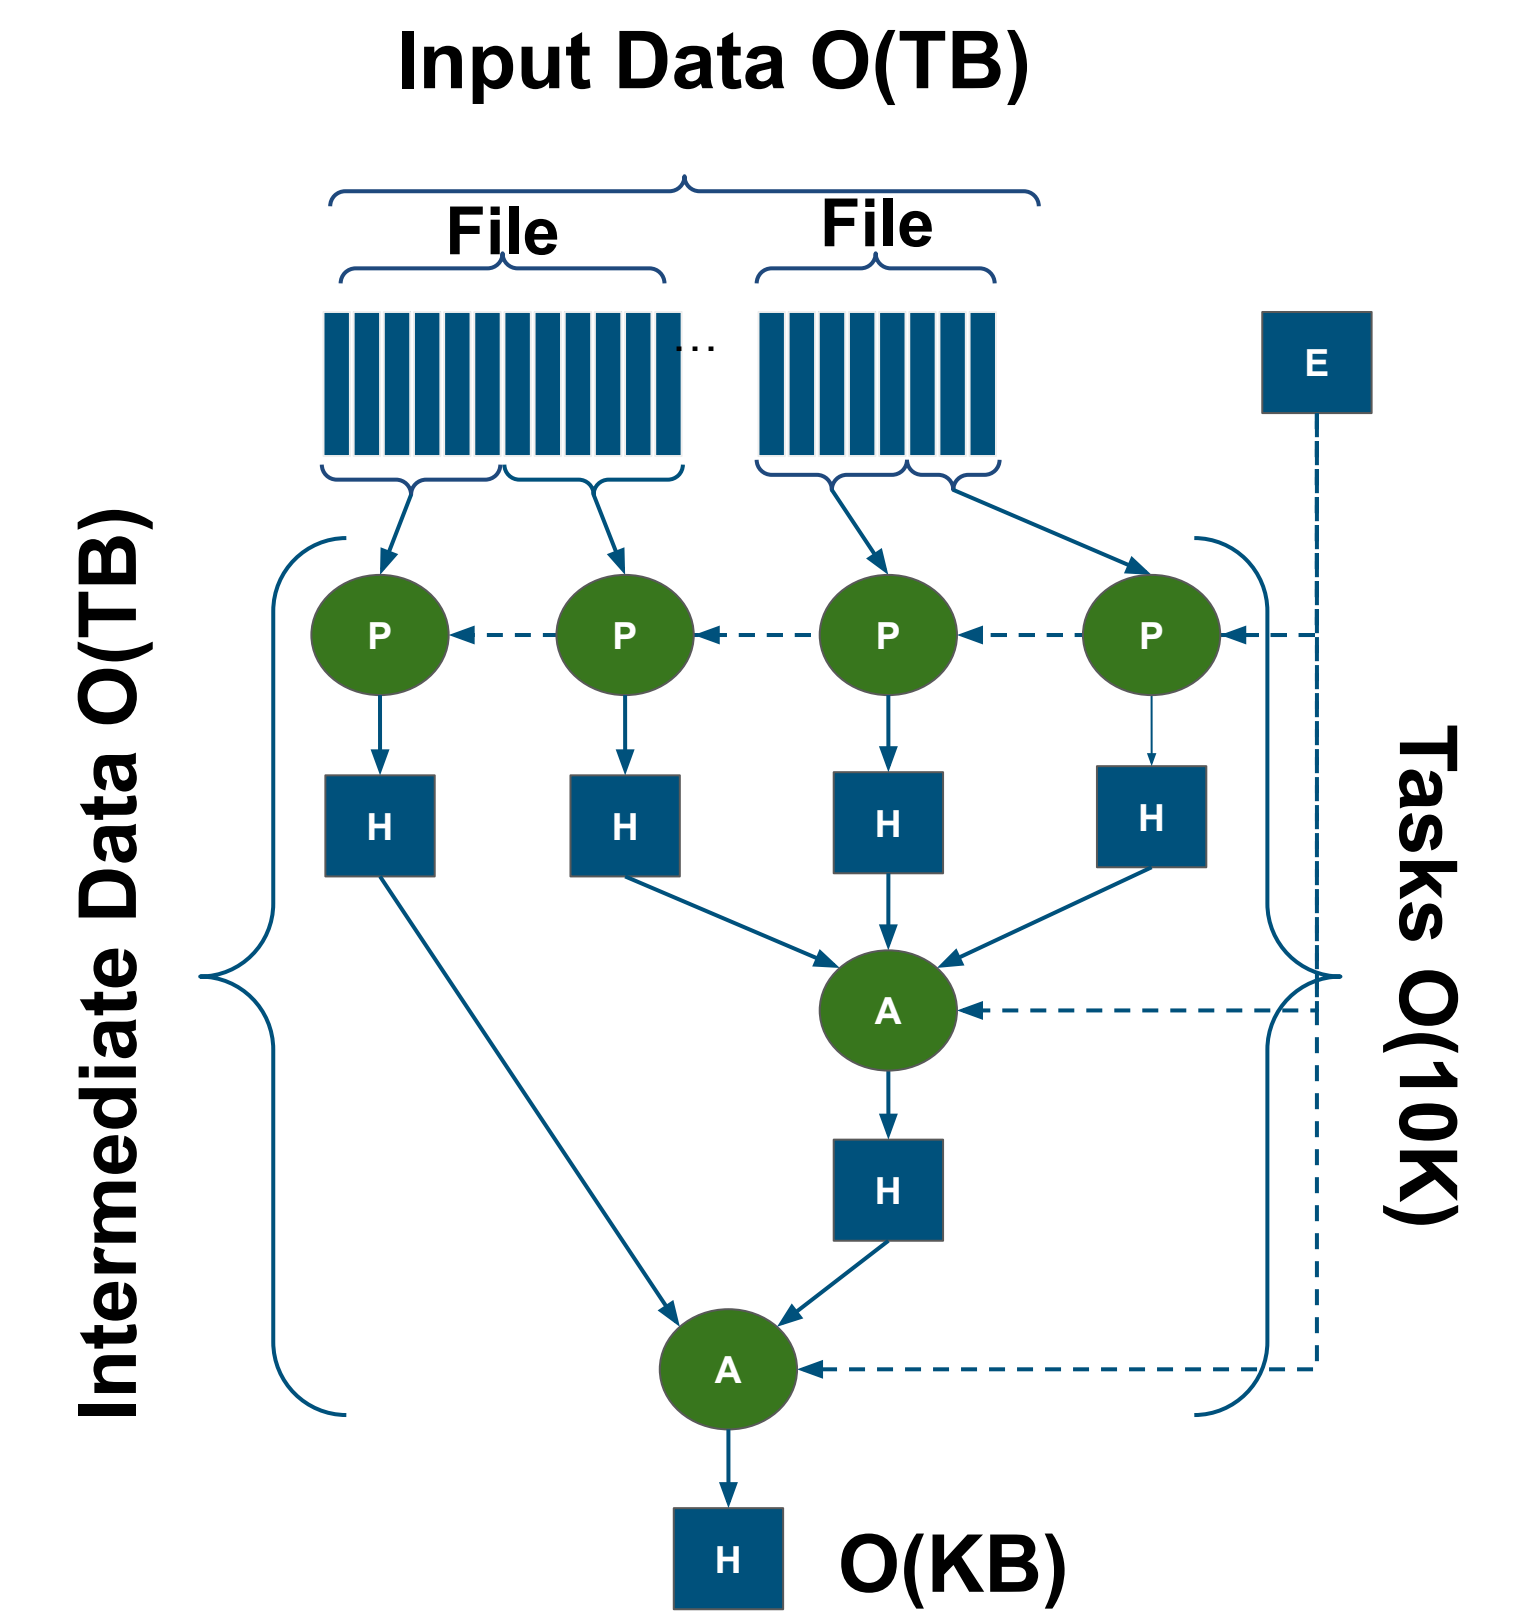 Input Data O(TB)
File
File
...
E
Intermediate Data O(TB)
P
P
P
P
H
H
H
H
Tasks O(10K)
A
H
A
H
O(KB)